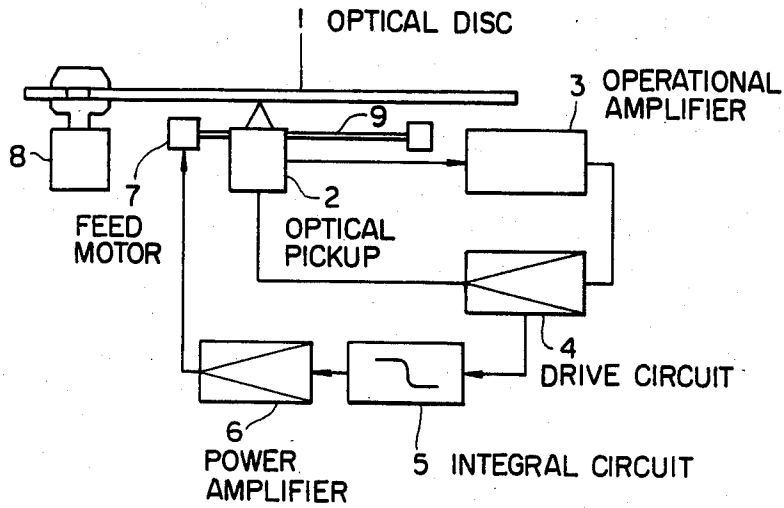 1 OPTICAL DISC
3 OPERATIONAL
AMPLIFIER
9
8
7
FEED
MOTOR
2
OPTICAL
PICKUP
4
DRIVE CIRCUIT
6
POWER
AMPLIFIER
5 INTEGRAL CIRCUIT